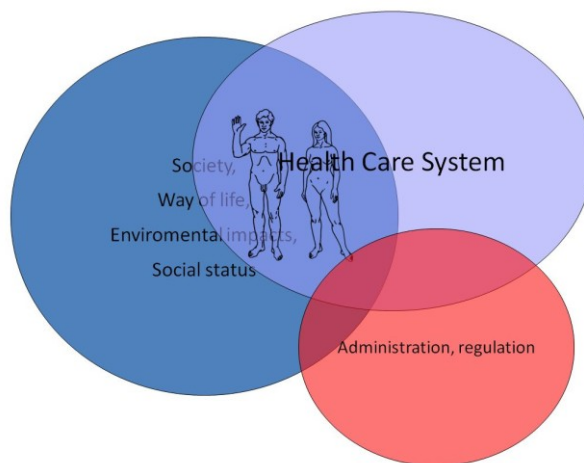 Society,
Way of life,
Enviromental impacts,
Social status
Health Care System
Administration, regulation